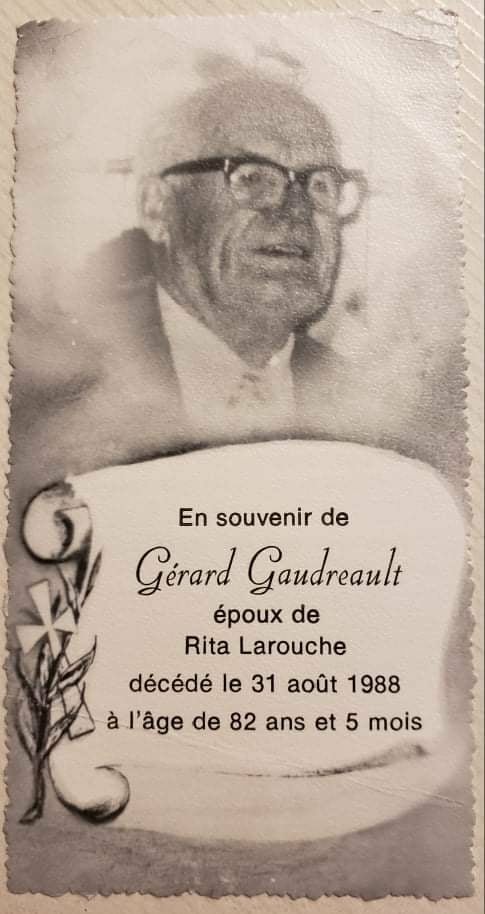 En souvenir de
Gérard Gaudreault
époux de
Rita Larouche
décédé le 31 août 1988
à l'âge de 82 ans et 5 mois